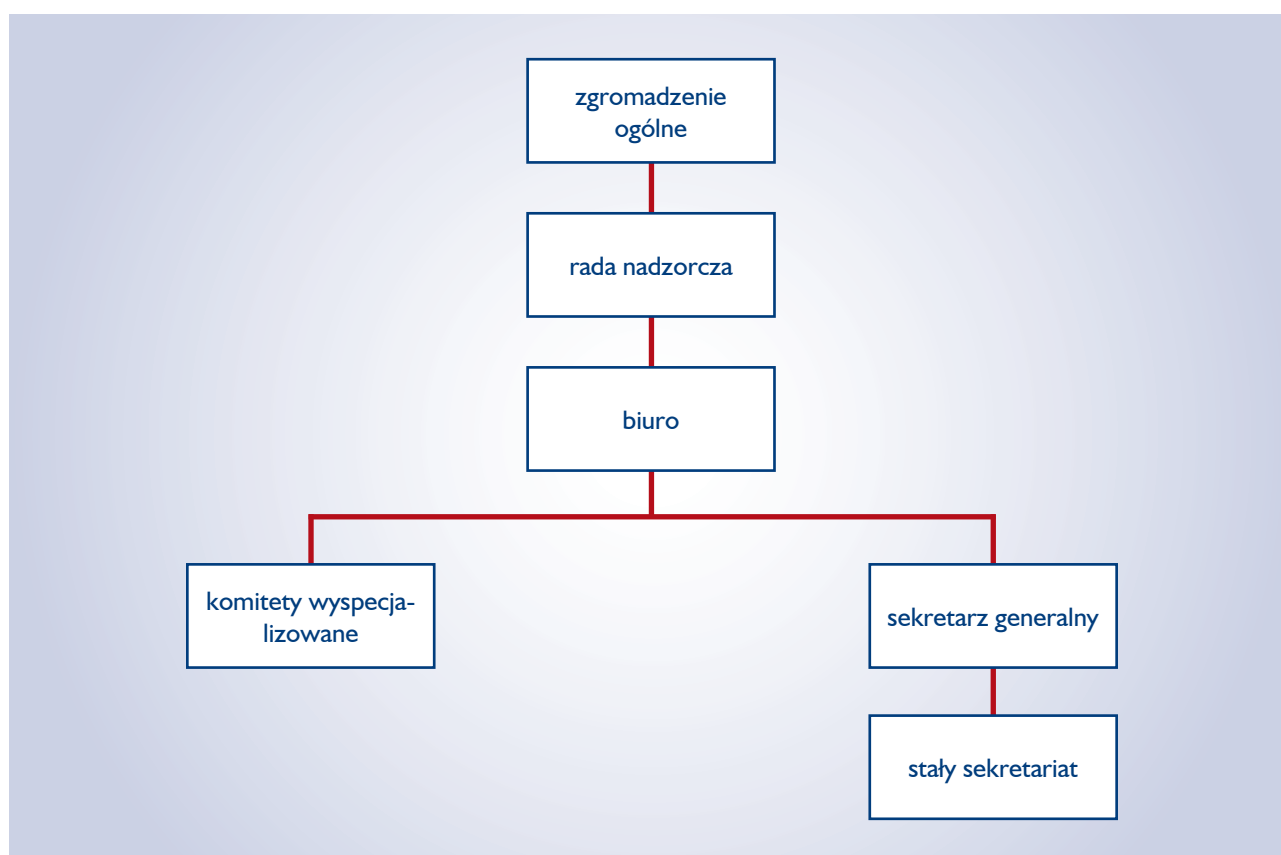 zgromadzenie
ogólne
rada nadzorcza
biuro
komitety wyspecja-
lizowane
sekretarz generalny
stały sekretariat